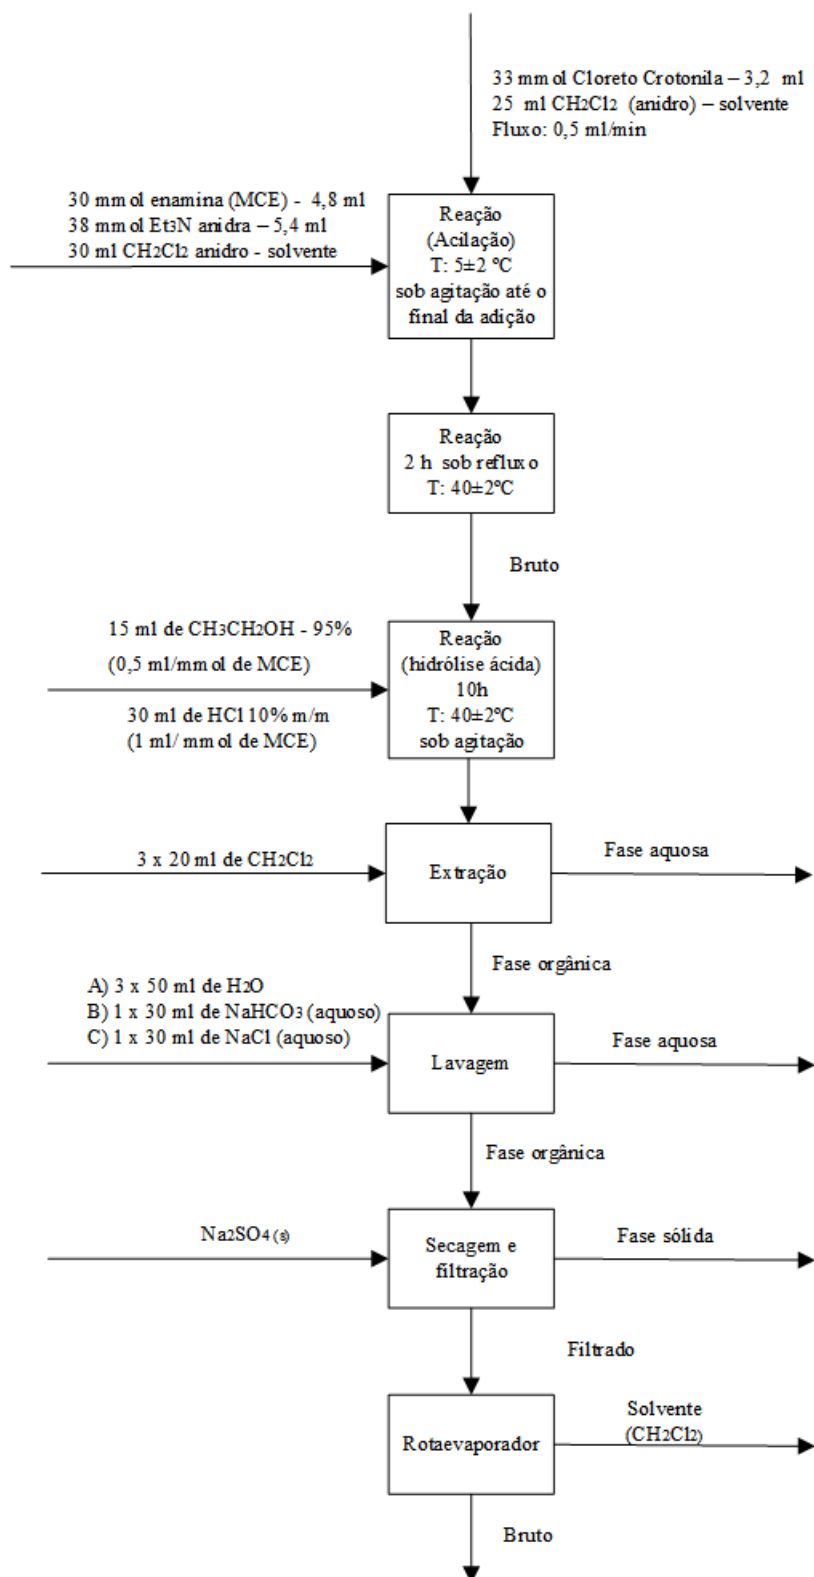 33 mmol Cloreto Crotonila – 3,2 ml
25 ml CH2Cl2 (anidro) – solvente
Fluxo: 0,5 ml/min
30 mmol enamina (MCE) - 4,8 ml
38 mmol Et3N anidra – 5,4 ml
30 ml CH2Cl2 anidro - solvente
Reação
(Acilação)
T: 5±2 ºC
sob agitação até o
final da adição
Reação
2 h sob refluxo
T: 40±2ºC
Bruto
15 ml de CH3CH2OH - 95%
(0,5 ml/mmol de MCE)
30 ml de HCl 10% m/m
(1 ml/ mmol de MCE)
Reação
(hidrólise ácida)
10h
T: 40±2ºC
sob agitação
3 x 20 ml de CH2Cl2
Extração
Fase aquosa
Fase orgânica
A) 3 x 50 ml de H2O
B) 1 x 30 ml de NaHCO3 (aquoso)
C) 1 x 30 ml de NaCl (aquoso)
Lavagem
Fase aquosa
Fase orgânica
Na2SO4 (s)
Secagem e
filtração
Fase sólida
Filtrado
Rotaevaporador
Solvente
(CH2Cl2)
Bruto